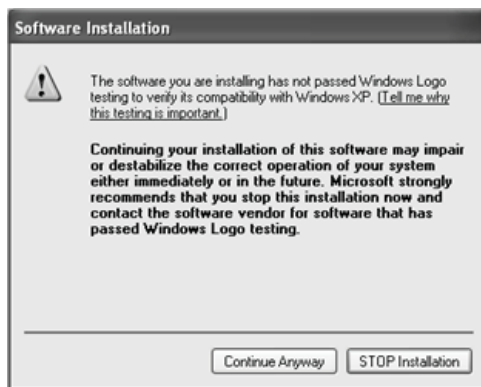 Software Installation
The software you are installing has not passed Windows Logo
testing to verify its compatibility with Windows XP. (Tell me why
this testing is important.)
Continuing your installation of this software may impair
or destabilize the correct operation of your system
either immediately or in the future. Microsoft strongly
recommends that you stop this installation now and
contact the software vendor for software that has
passed Windows Logo testing.
Continue Anyway
STOP Installation